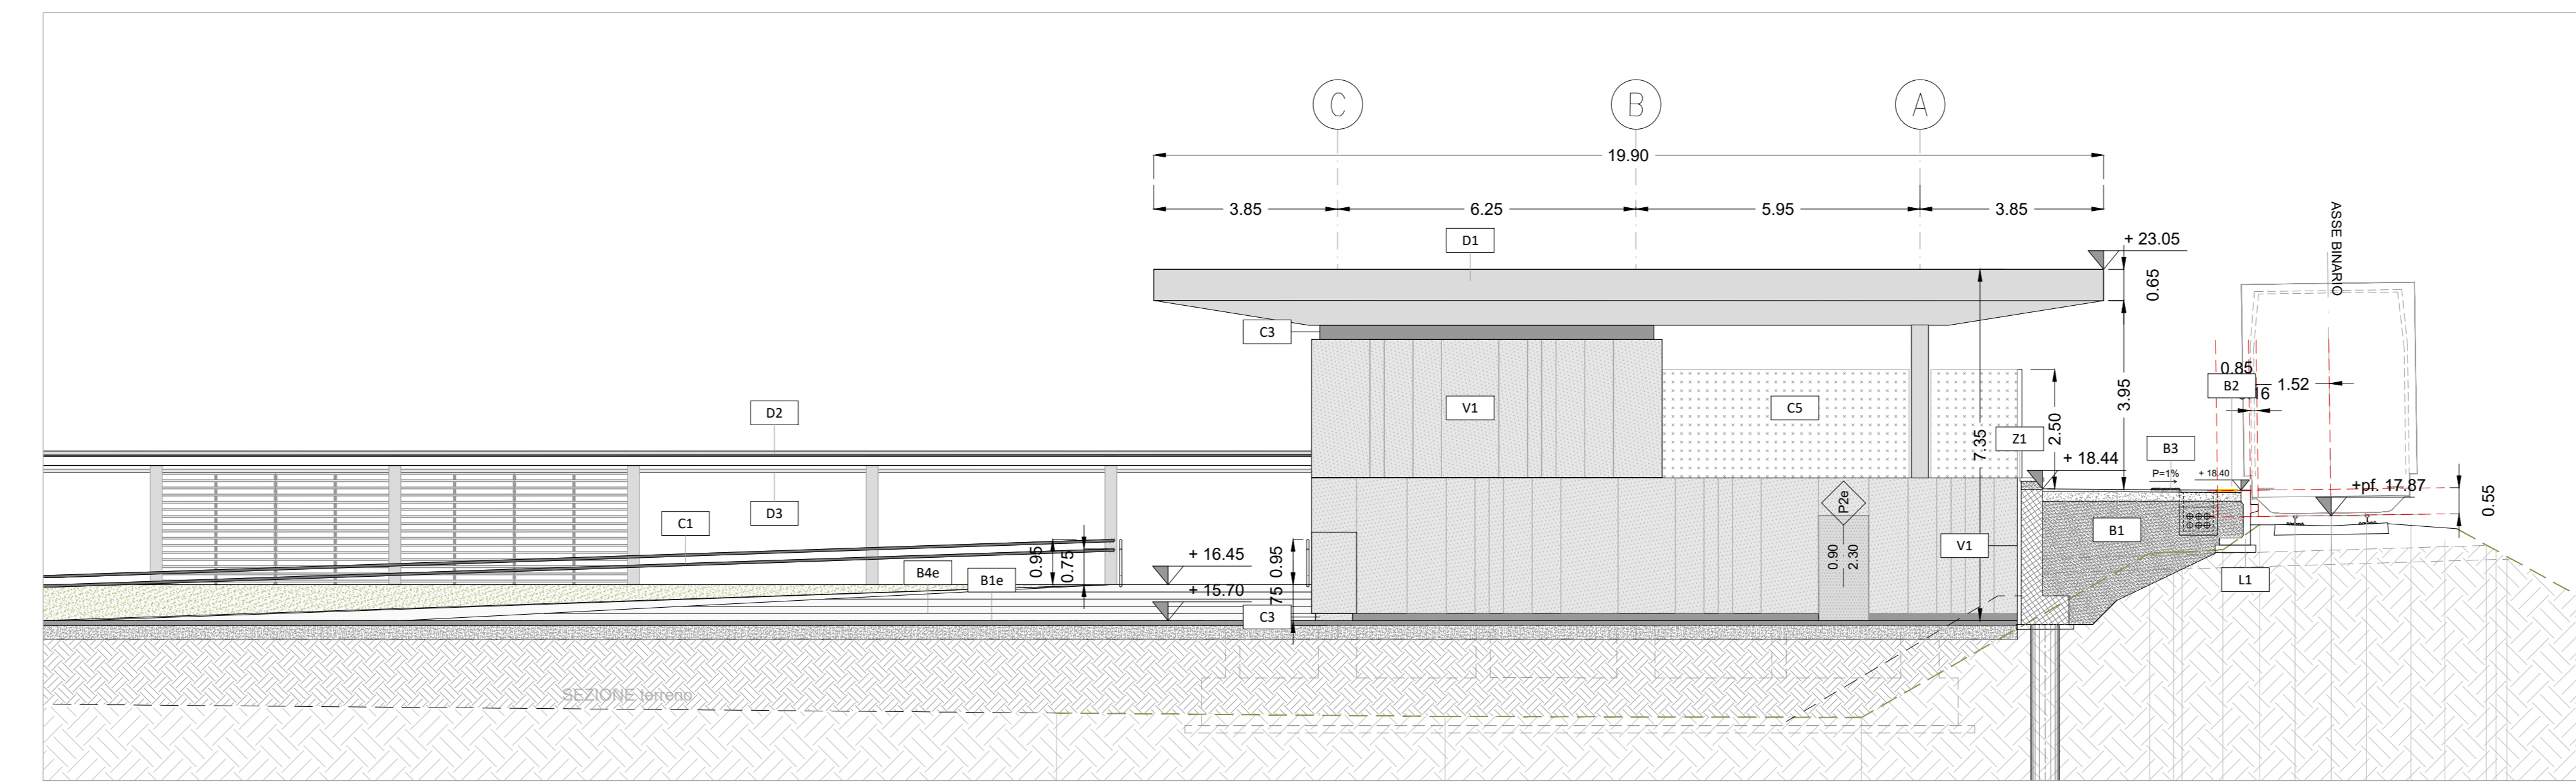 C
B
A
19.90
3.85
6.25
5.95
3.85
ASSE BINARIO
D1
+ 23.05
0.65
C3
0.85
B2
1.52
16
3.95
D2
V1
C5
2.50
7.35
Z1
B3
+ 18.44
P=1%
+ 18.40
+pf. 17.87
0.55
P2e
D3
C1
B1
V1
0.95
0.75
+ 16.45
0.95
0.90
2.30
B4e
B1e
L1
+ 15.70
75
C3
SEZIONE terreno